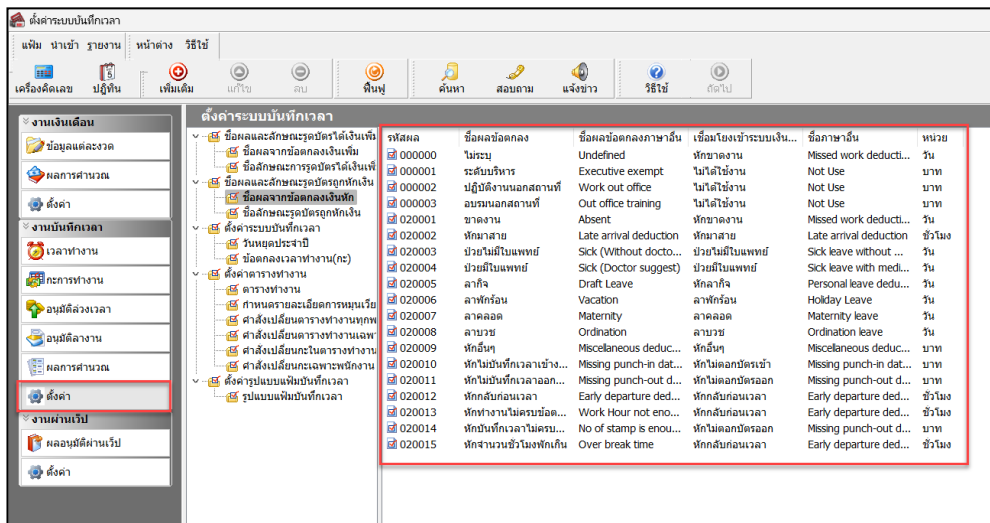 ตั้งค่าระบบบันทึกเวลา
แฟ้ม นำเข้า รายงาน หน้าต่าง วิธีใช้
เครื่องคิดเลข ปฏิทิน เพิ่มเติม แก้ไข ลบ ฟื้นฟู ค้นหา สอบถาม แจ้งข่าว วิธีใช้ ถัดไป
งานเงินเดือน
ข้อมูลแต่ละงวด
ผลการคำนวณ
ตั้งค่า
งานบันทึกเวลา
เวลาทำงาน
กะการทำงาน
อนุมัติล่วงเวลา
อนุมัติลางาน
ผลการคำนวณ
ตั้งค่า
งานผ่านเว็ป
ผลอนุมัติผ่านเว็ป
ตั้งค่า
ตั้งค่าระบบบันทึกเวลา
ชื่อผลและลักษณะรูดบัตรได้เงินเพิ่ม
ชื่อผลจากข้อตกลงเงินเพิ่ม
ชื่อลักษณะการรูดบัตรได้เงินเพิ่
ชื่อผลและลักษณะรูดบัตรถูกหักเงิน
ชื่อผลจากข้อตกลงเงินหัก
ชื่อลักษณะรูดบัตรถูกหักเงิน
ตั้งค่าระบบบันทึกเวลา
วันหยุดประจำปี
ข้อตกลงเวลาทำงาน(กะ)
ตั้งค่าตารางทำงาน
ตารางทำงาน
กำหนดรายละเอียดการหมุนเวีย
คำสั่งเปลี่ยนตารางทำงานทุกพ
คำสั่งเปลี่ยนตารางทำงานเฉพา
คำสั่งเปลี่ยนกะในตารางทำงาน
คำสั่งเปลี่ยนกะเฉพาะพนักงาน
ตั้งค่ารูปแบบแฟ้มบันทึกเวลา
รูปแบบแฟ้มบันทึกเวลา
รหัสผล ชื่อผลข้อตกลง ชื่อผลข้อตกลงภาษาอื่น เชื่อมโยงเข้าระบบเงิน... ชื่อภาษาอื่น หน่วย
000000 ไม่ระบุ Undefined หักขาดงาน Missed work deducti... วัน
000001 ระดับบริหาร Executive exempt ไม่ได้ใช้งาน Not Use บาท
000002 ปฏิบัติงานนอกสถานที่ Work out office ไม่ได้ใช้งาน Not Use บาท
000003 อบรมนอกสถานที่ Out office training ไม่ได้ใช้งาน Not Use บาท
020001 ขาดงาน Absent หักขาดงาน Missed work deducti... วัน
020002 หักมาสาย Late arrival deduction หักมาสาย Late arrival deduction ชั่วโมง
020003 ป่วยไม่มีใบแพทย์ Sick (Without docto... ป่วยไม่มีใบแพทย์ Sick leave without ... วัน
020004 ป่วยมีใบแพทย์ Sick (Doctor suggest) ป่วยมีใบแพทย์ Sick leave with medi... วัน
020005 ลากิจ Draft Leave หักลากิจ Personal leave dedu... วัน
020006 ลาพักร้อน Vacation ลาพักร้อน Holiday Leave วัน
020007 ลาคลอด Maternity ลาคลอด Maternity leave วัน
020008 ลาบวช Ordination ลาบวช Ordination leave วัน
020009 หักอื่นๆ Miscellaneous deduc... หักอื่นๆ Miscellaneous deduc... บาท
020010 หักไม่บันทึกเวลาเข้าง... Missing punch-in dat... หักไม่ตอกบัตรเข้า Missing punch-in dat... บาท
020011 หักไม่บันทึกเวลาออก... Missing punch-out d... หักไม่ตอกบัตรออก Missing punch-out d... บาท
020012 หักกลับก่อนเวลา Early departure ded... หักกลับก่อนเวลา Early departure ded... ชั่วโมง
020013 หักทำงานไม่ครบข้อต... Work Hour not eno... หักกลับก่อนเวลา Early departure ded... ชั่วโมง
020014 หักบันทึกเวลาไม่ครบ... No of stamp is enou... หักไม่ตอกบัตรออก Missing punch-out d... บาท
020015 หักจำนวนชั่วโมงพักเกิน Over break time หักกลับก่อนเวลา Early departure ded... ชั่วโมง